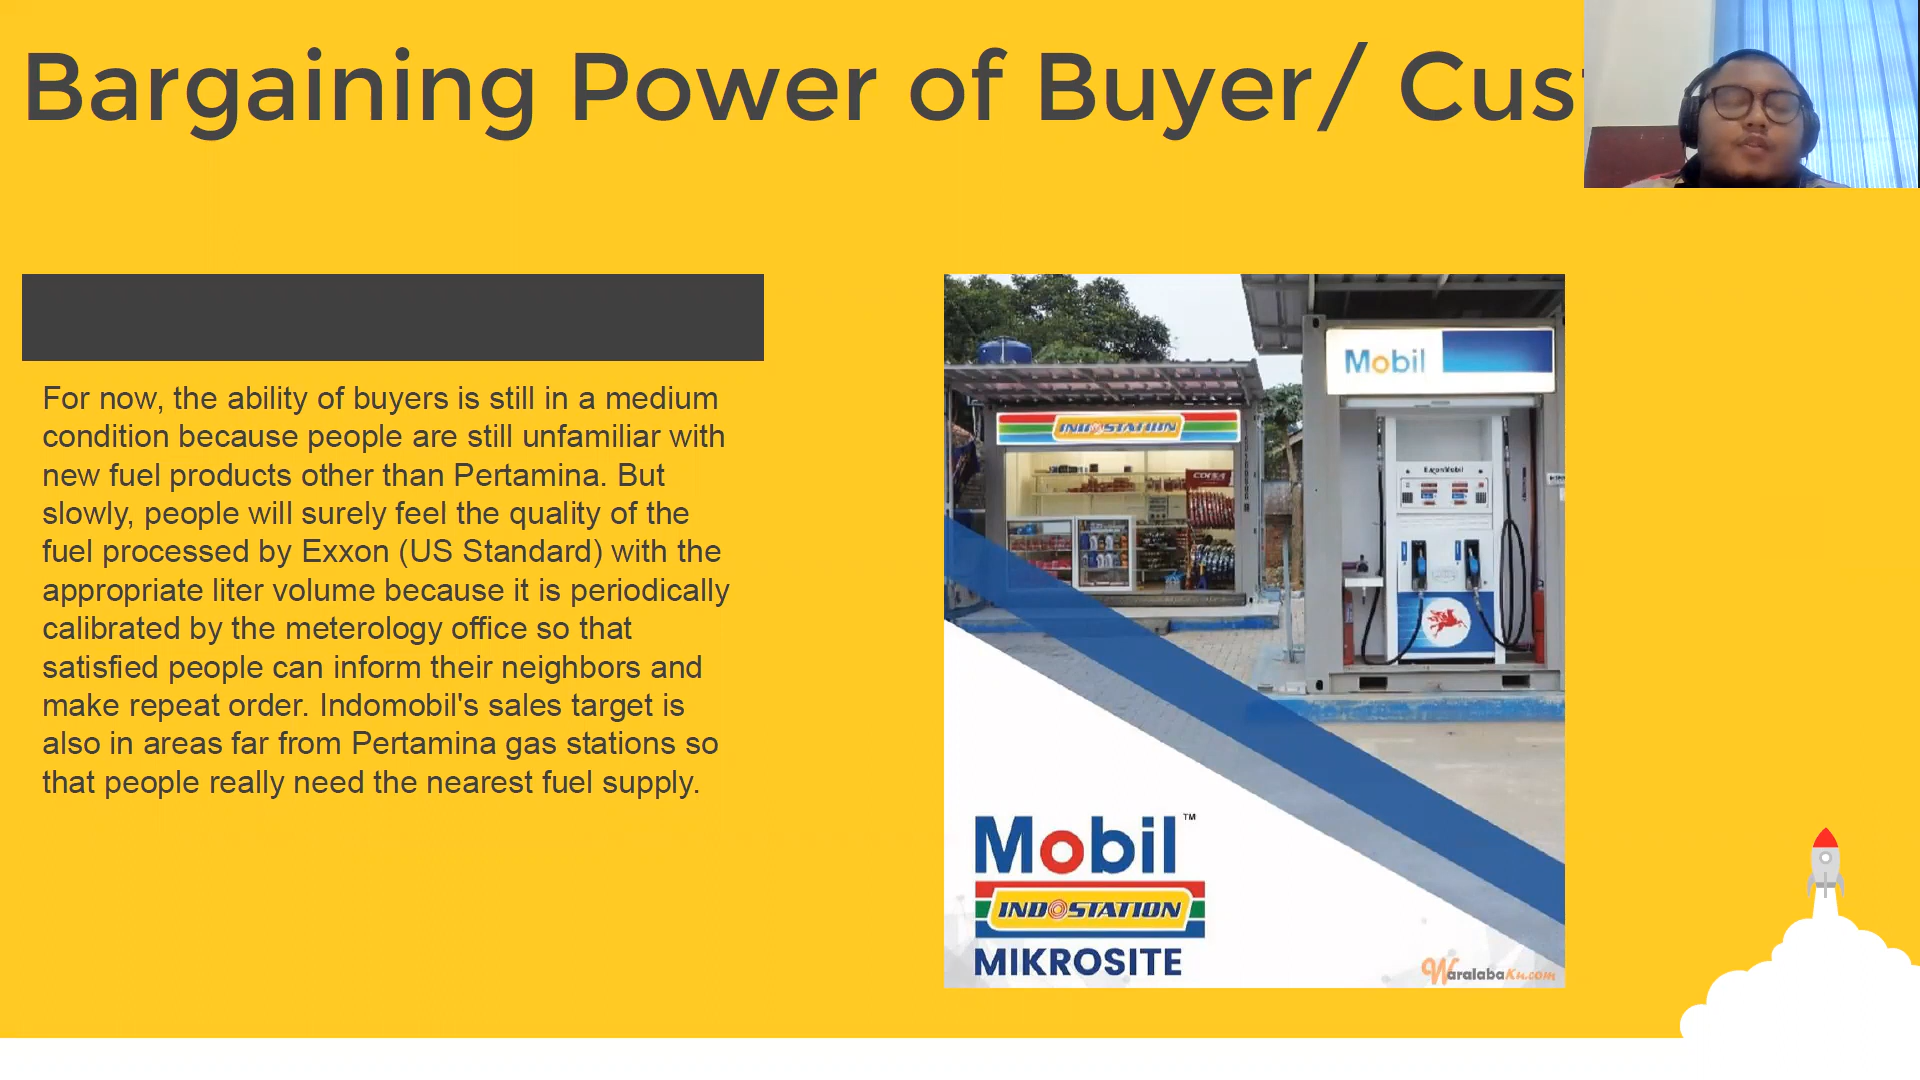 Bargaining Power of Buyer/ Cus
For now, the ability of buyers is still in a medium
condition because people are still unfamiliar with
new fuel products other than Pertamina. But
slowly, people will surely feel the quality of the
fuel processed by Exxon (US Standard) with the
appropriate liter volume because it is periodically
calibrated by the meterology office so that
satisfied people can inform their neighbors and
make repeat order. Indomobil's sales target is
also in areas far from Pertamina gas stations so
that people really need the nearest fuel supply.
Mobil
INDOSTATION
CORSA
ExxonMobil
Mobil™
INDOSTATION
MIKROSITE
WaralabaKu.com